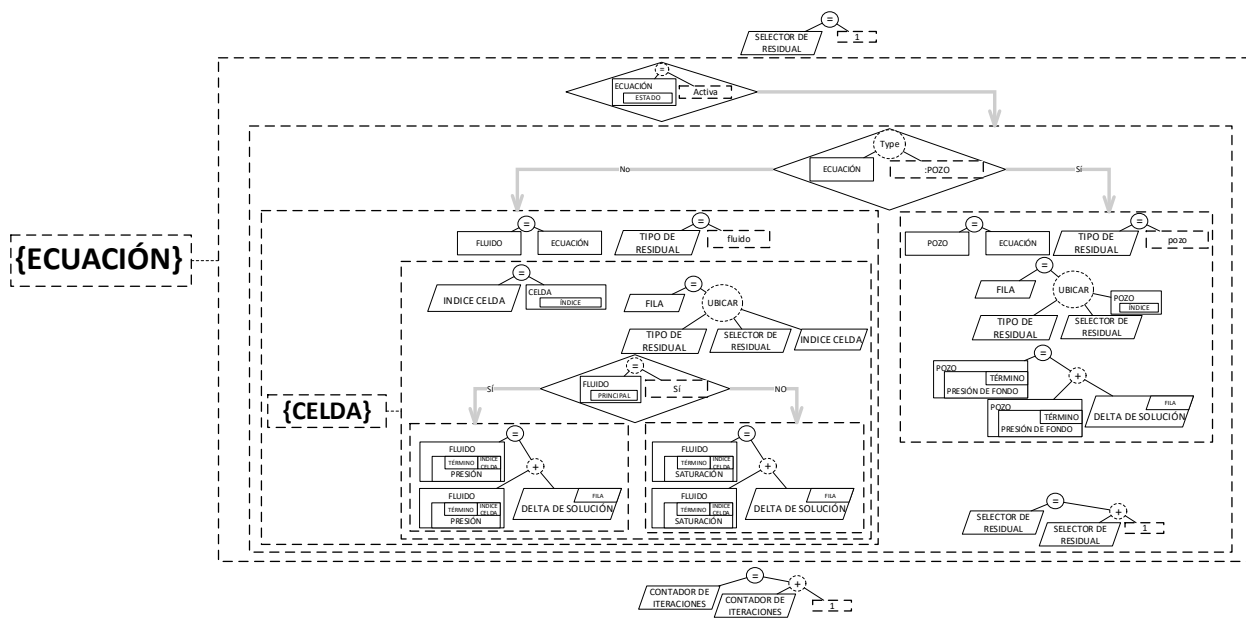 =
SELECTOR DE
RESIDUAL
1
=
ECUACIÓN
ESTADO
Activa
Type
ECUACIÓN
:POZO
No
Sí
{ECUACIÓN}
=
FLUIDO
ECUACIÓN
=
TIPO DE
RESIDUAL
fluido
=
POZO
ECUACIÓN
=
TIPO DE
RESIDUAL
pozo
=
INDICE CELDA
CELDA
ÍNDICE
=
FILA
UBICAR
TIPO DE
RESIDUAL
SELECTOR DE
RESIDUAL
INDICE CELDA
=
FILA
UBICAR
POZO
ÍNDICE
TIPO DE
RESIDUAL
SELECTOR DE
RESIDUAL
=
FLUIDO
PRINCIPAL
Sí
SÍ
NO
{CELDA}
=
POZO
TÉRMINO
PRESIÓN DE FONDO
+
POZO
TÉRMINO
PRESIÓN DE FONDO
FILA
DELTA DE SOLUCIÓN
=
FLUIDO
TÉRMINO
INDICE
CELDA
PRESIÓN
+
FLUIDO
TÉRMINO
INDICE
CELDA
PRESIÓN
FILA
DELTA DE SOLUCIÓN
=
FLUIDO
TÉRMINO
INDICE
CELDA
SATURACIÓN
+
FLUIDO
TÉRMINO
INDICE
CELDA
SATURACIÓN
FILA
DELTA DE SOLUCIÓN
=
SELECTOR DE
RESIDUAL
+
SELECTOR DE
RESIDUAL
1
=
CONTADOR DE
ITERACIONES
+
CONTADOR DE
ITERACIONES
1